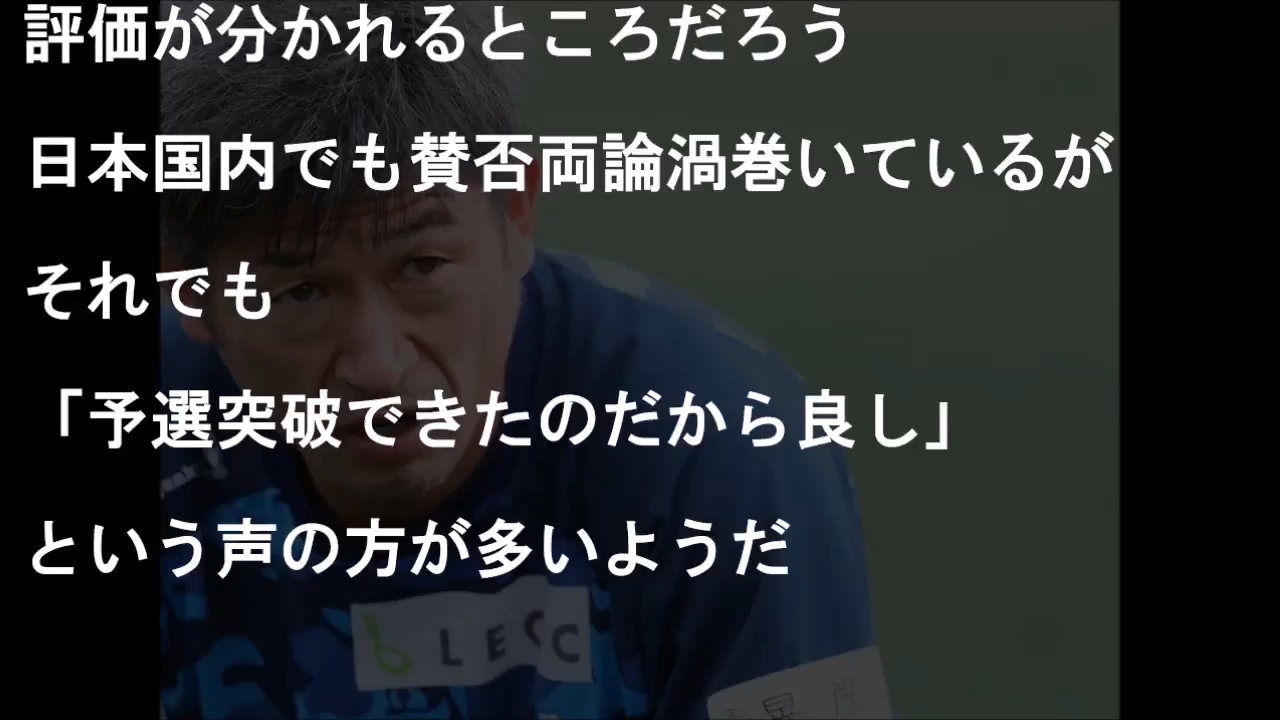 評価が分かれるところだろう
日本国内でも賛否両論渦巻いているが
それでも
「予選突破できたのだから良し」
という声の方が多いようだ
LEOC